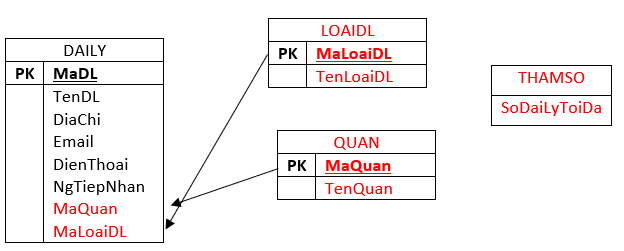 DAILY
PK MaDL
TenDL
DiaChi
Email
DienThoai
NgTiepNhan
MaQuan
MaLoaiDL
LOAIDL
PK MaLoaiDL
TenLoaiDL
QUAN
PK MaQuan
TenQuan
THAMSO
SoDaiLyToiDa